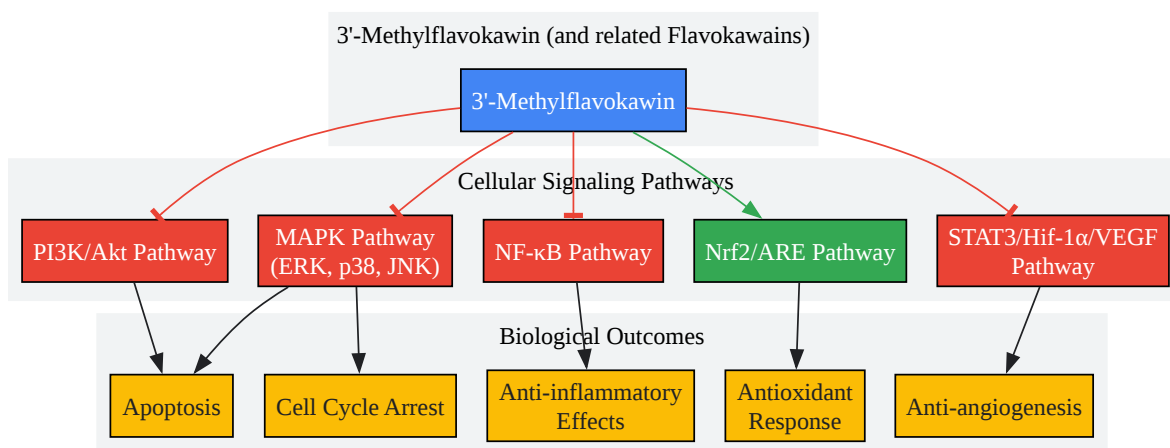 3'-Methylflavokawin (and related Flavokawains)
3'-Methylflavokawin
Cellular Signaling Pathways
PI3K/Akt Pathway
MAPK Pathway
(ERK, p38, JNK)
NF-κB Pathway
Nrf2/ARE Pathway
STAT3/Hif-1α/VEGF
Pathway
Biological Outcomes
Apoptosis
Cell Cycle Arrest
Anti-inflammatory
Effects
Antioxidant
Response
Anti-angiogenesis